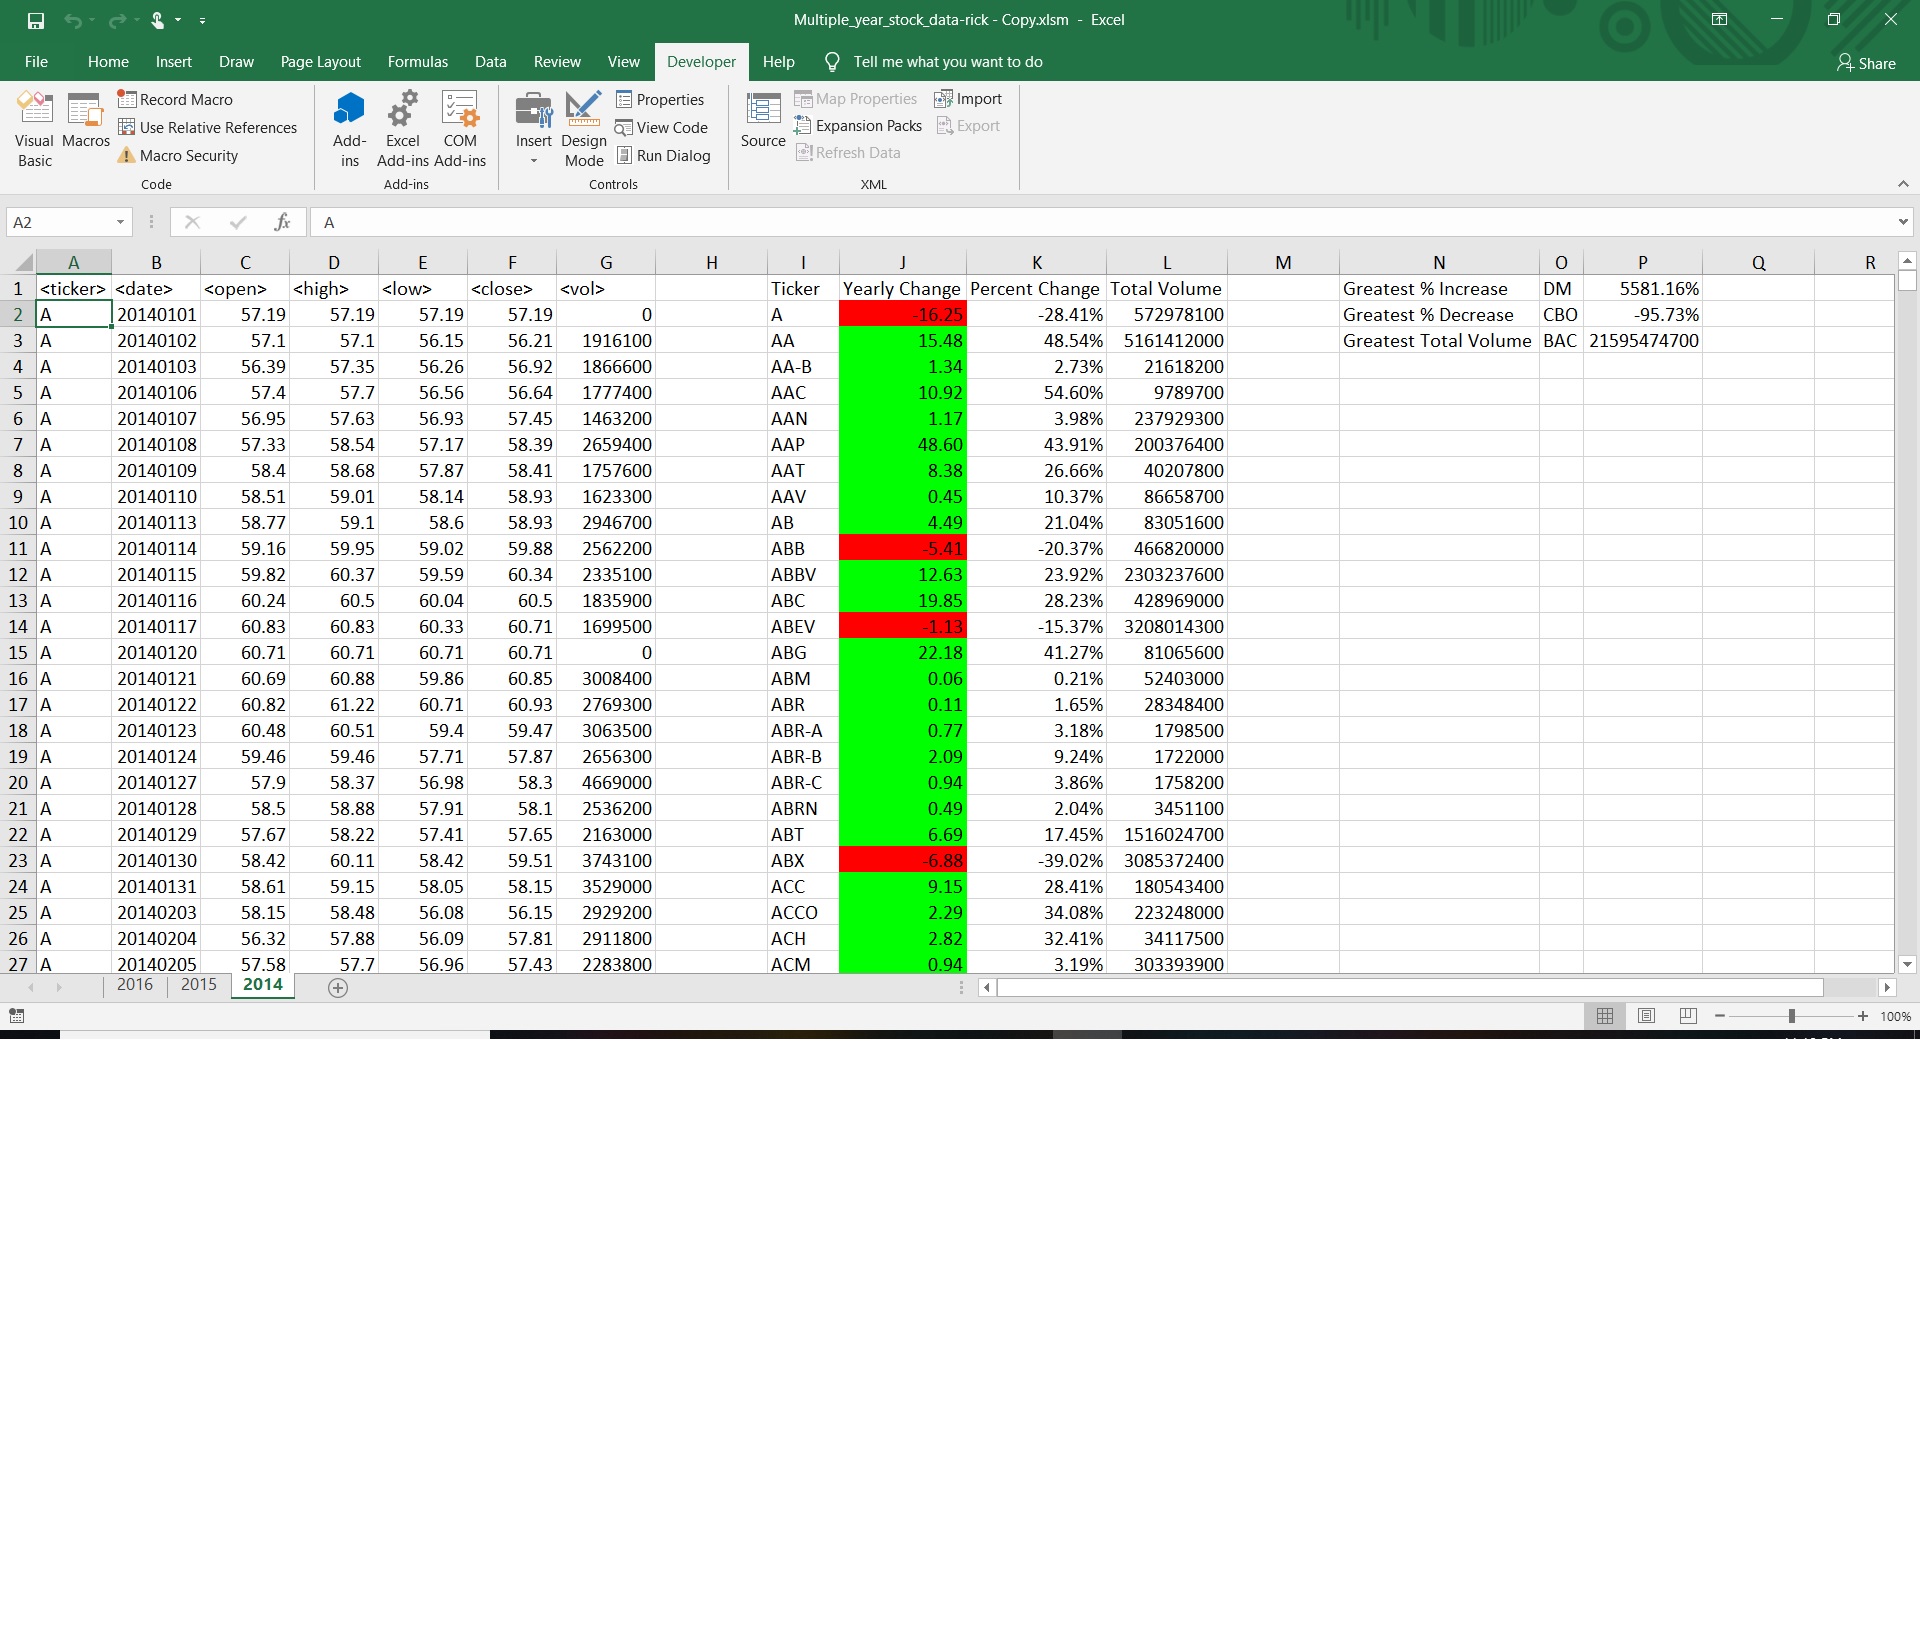 Multiple_year_stock_data-rick - Copy.xlsm - Excel
File Home Insert Draw Page Layout Formulas Data Review View Developer Help Tell me what you want to do Share
Visual Basic
Macros
Record Macro
Use Relative References
Macro Security
Code
Add-ins
Excel Add-ins
COM Add-ins
Add-ins
Insert
Design Mode
Properties
View Code
Run Dialog
Controls
Source
Map Properties
Expansion Packs
Refresh Data
Import
Export
XML
A2 fx A
A B C D E F G H I J K L M N O P Q R
1 <ticker> <date> <open> <high> <low> <close> <vol> Ticker Yearly Change Percent Change Total Volume Greatest % Increase DM 5581.16%
2 A 20140101 57.19 57.19 57.19 57.19 0 A -16.25 -28.41% 572978100 Greatest % Decrease CBO -95.73%
3 A 20140102 57.1 57.1 56.15 56.21 1916100 AA 15.48 48.54% 5161412000 Greatest Total Volume BAC 21595474700
4 A 20140103 56.39 57.35 56.26 56.92 1866600 AA-B 1.34 2.73% 21618200
5 A 20140106 57.4 57.7 56.56 56.64 1777400 AAC 10.92 54.60% 9789700
6 A 20140107 56.95 57.63 56.93 57.45 1463200 AAN 1.17 3.98% 237929300
7 A 20140108 57.33 58.54 57.17 58.39 2659400 AAP 48.60 43.91% 200376400
8 A 20140109 58.4 58.68 57.87 58.41 1757600 AAT 8.38 26.66% 40207800
9 A 20140110 58.51 59.01 58.14 58.93 1623300 AAV 0.45 10.37% 86658700
10 A 20140113 58.77 59.1 58.6 58.93 2946700 AB 4.49 21.04% 83051600
11 A 20140114 59.16 59.95 59.02 59.88 2562200 ABB -5.41 -20.37% 466820000
12 A 20140115 59.82 60.37 59.59 60.34 2335100 ABBV 12.63 23.92% 2303237600
13 A 20140116 60.24 60.5 60.04 60.5 1835900 ABC 19.85 28.23% 428969000
14 A 20140117 60.83 60.83 60.33 60.71 1699500 ABEV -1.13 -15.37% 3208014300
15 A 20140120 60.71 60.71 60.71 60.71 0 ABG 22.18 41.27% 81065600
16 A 20140121 60.69 60.88 59.86 60.85 3008400 ABM 0.06 0.21% 52403000
17 A 20140122 60.82 61.22 60.71 60.93 2769300 ABR 0.11 1.65% 28348400
18 A 20140123 60.48 60.51 59.4 59.47 3063500 ABR-A 0.77 3.18% 1798500
19 A 20140124 59.46 59.46 57.71 57.87 2656300 ABR-B 2.09 9.24% 1722000
20 A 20140127 57.9 58.37 56.98 58.3 4669000 ABR-C 0.94 3.86% 1758200
21 A 20140128 58.5 58.88 57.91 58.1 2536200 ABRN 0.49 2.04% 3451100
22 A 20140129 57.67 58.22 57.41 57.65 2163000 ABT 6.69 17.45% 1516024700
23 A 20140130 58.42 60.11 58.42 59.51 3743100 ABX -6.88 -39.02% 3085372400
24 A 20140131 58.61 59.15 58.05 58.15 3529000 ACC 9.15 28.41% 180543400
25 A 20140203 58.15 58.48 56.08 56.15 2929200 ACCO 2.29 34.08% 223248000
26 A 20140204 56.32 57.88 56.09 57.81 2911800 ACH 2.82 32.41% 34117500
27 A 20140205 57.58 57.7 56.96 57.43 2283800 ACM 0.94 3.19% 303393900
2016 2015 2014
100%